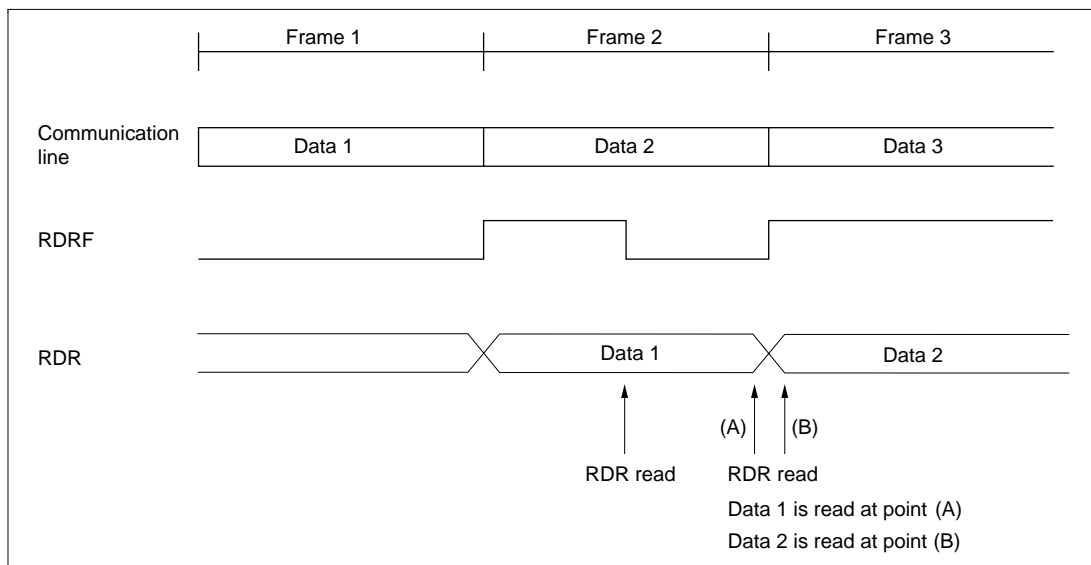 Frame 1 Frame 2 Frame 3
Communication
line
Data 1 Data 2 Data 3
RDRF
RDR
Data 1 Data 2
(A) (B)
RDR read RDR read
Data 1 is read at point (A)
Data 2 is read at point (B)